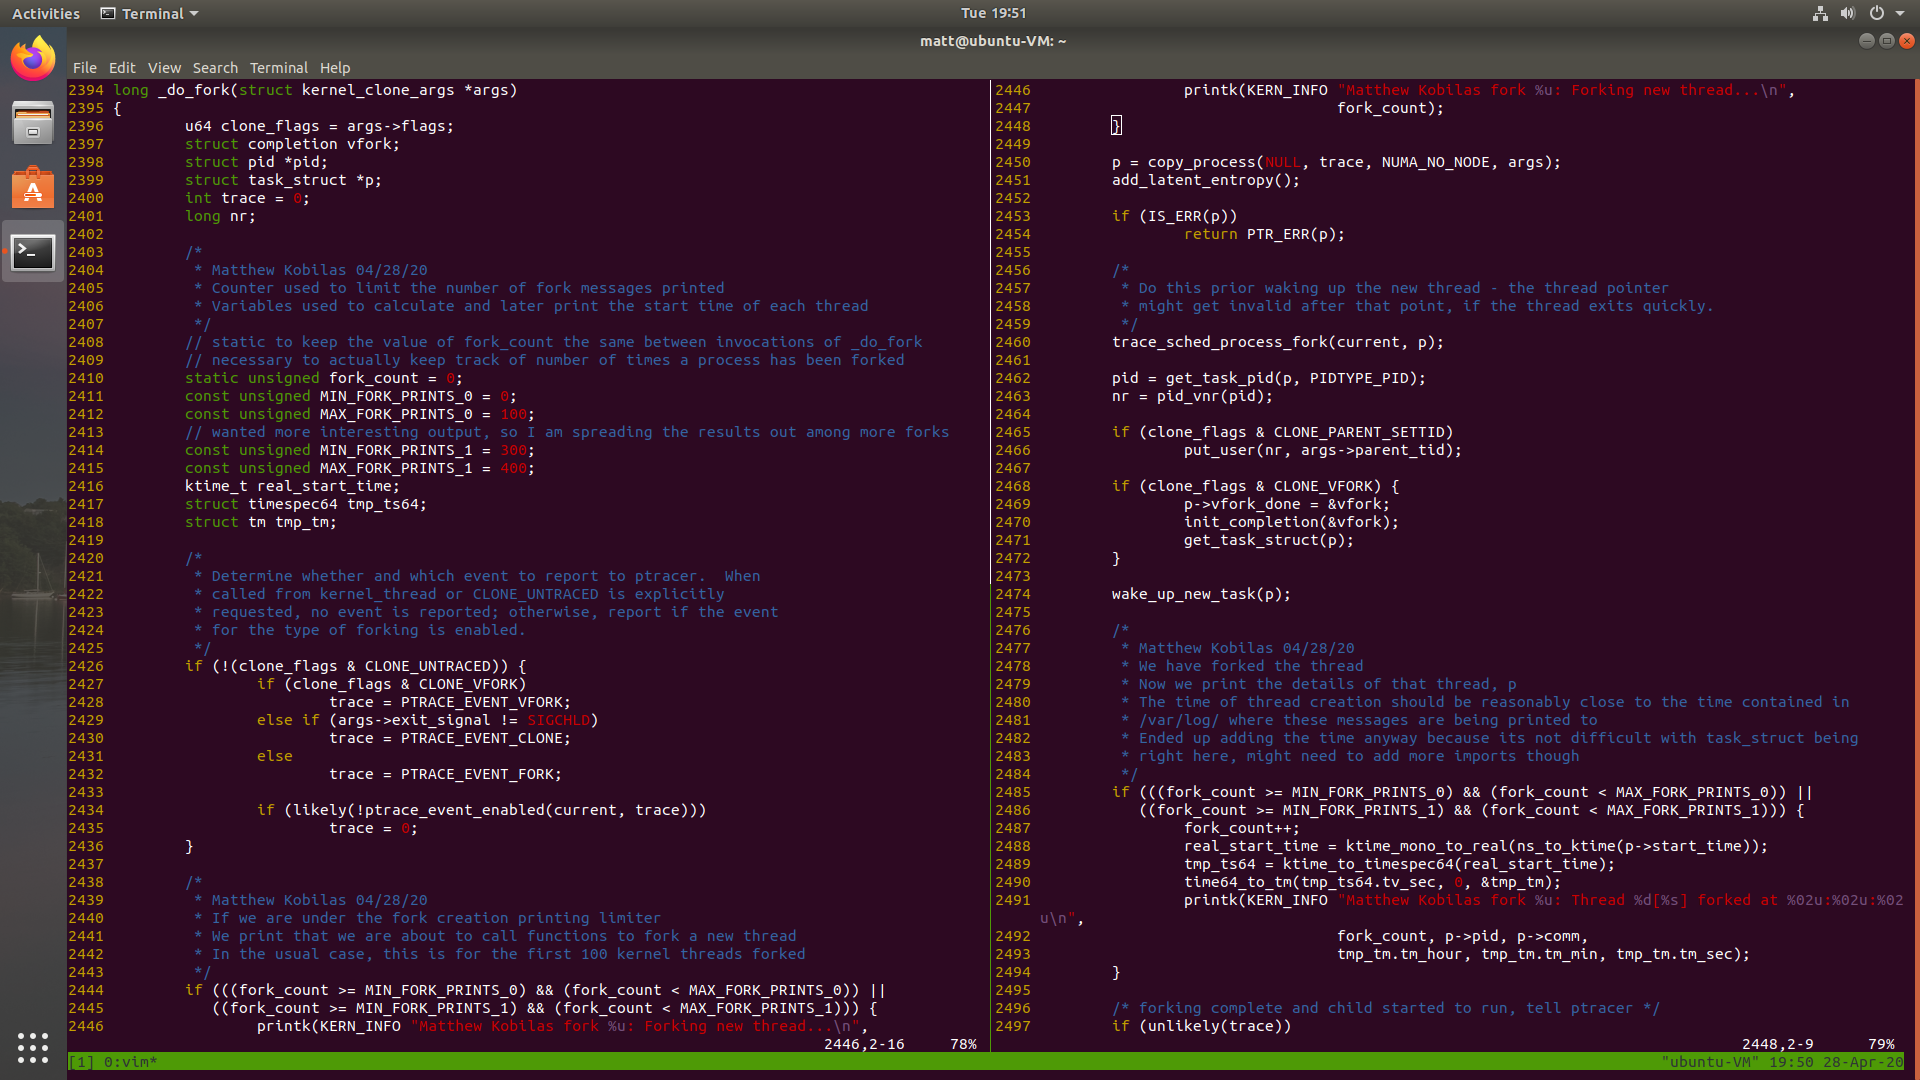 Activities Terminal Tue 19:51
matt@ubuntu-VM: ~
File Edit View Search Terminal Help
2394 long _do_fork(struct kernel_clone_args *args)
2395 {
2396         u64 clone_flags = args->flags;
2397         struct completion vfork;
2398         struct pid *pid;
2399         struct task_struct *p;
2400         int trace = 0;
2401         long nr;
2402
2403         /*
2404          * Matthew Kobilas 04/28/20
2405          * Counter used to limit the number of fork messages printed
2406          * Variables used to calculate and later print the start time of each thread
2407          */
2408         // static to keep the value of fork_count the same between invocations of _do_fork
2409         // necessary to actually keep track of number of times a process has been forked
2410         static unsigned fork_count = 0;
2411         const unsigned MIN_FORK_PRINTS_0 = 0;
2412         const unsigned MAX_FORK_PRINTS_0 = 100;
2413         // wanted more interesting output, so I am spreading the results out among more forks
2414         const unsigned MIN_FORK_PRINTS_1 = 300;
2415         const unsigned MAX_FORK_PRINTS_1 = 400;
2416         ktime_t real_start_time;
2417         struct timespec64 tmp_ts64;
2418         struct tm tmp_tm;
2419
2420         /*
2421          * Determine whether and which event to report to ptracer.  When
2422          * called from kernel_thread or CLONE_UNTRACED is explicitly
2423          * requested, no event is reported; otherwise, report if the event
2424          * for the type of forking is enabled.
2425          */
2426         if (!(clone_flags & CLONE_UNTRACED)) {
2427                 if (clone_flags & CLONE_VFORK)
2428                         trace = PTRACE_EVENT_VFORK;
2429                 else if (args->exit_signal != SIGCHLD)
2430                         trace = PTRACE_EVENT_CLONE;
2431                 else
2432                         trace = PTRACE_EVENT_FORK;
2433
2434                 if (likely(!ptrace_event_enabled(current, trace)))
2435                         trace = 0;
2436         }
2437
2438         /*
2439          * Matthew Kobilas 04/28/20
2440          * If we are under the fork creation printing limiter
2441          * We print that we are about to call functions to fork a new thread
2442          * In the usual case, this is for the first 100 kernel threads forked
2443          */
2444         if (((fork_count >= MIN_FORK_PRINTS_0) && (fork_count < MAX_FORK_PRINTS_0)) ||
2445            ((fork_count >= MIN_FORK_PRINTS_1) && (fork_count < MAX_FORK_PRINTS_1))) {
2446                 printk(KERN_INFO "Matthew Kobilas fork %u: Forking new thread...\n",
2446,2-16 78%
2446                 printk(KERN_INFO "Matthew Kobilas fork %u: Forking new thread...\n",
2447                                  fork_count);
2448         }
2449
2450         p = copy_process(NULL, trace, NUMA_NO_NODE, args);
2451         add_latent_entropy();
2452
2453         if (IS_ERR(p))
2454                 return PTR_ERR(p);
2455
2456         /*
2457          * Do this prior waking up the new thread - the thread pointer
2458          * might get invalid after that point, if the thread exits quickly.
2459          */
2460         trace_sched_process_fork(current, p);
2461
2462         pid = get_task_pid(p, PIDTYPE_PID);
2463         nr = pid_vnr(pid);
2464
2465         if (clone_flags & CLONE_PARENT_SETTID)
2466                 put_user(nr, args->parent_tid);
2467
2468         if (clone_flags & CLONE_VFORK) {
2469                 p->vfork_done = &vfork;
2470                 init_completion(&vfork);
2471                 get_task_struct(p);
2472         }
2473
2474         wake_up_new_task(p);
2475
2476         /*
2477          * Matthew Kobilas 04/28/20
2478          * We have forked the thread
2479          * Now we print the details of that thread, p
2480          * The time of thread creation should be reasonably close to the time contained in
2481          * /var/log/ where these messages are being printed to
2482          * Ended up adding the time anyway because its not difficult with task_struct being
2483          * right here, might need to add more imports though
2484          */
2485         if (((fork_count >= MIN_FORK_PRINTS_0) && (fork_count < MAX_FORK_PRINTS_0)) ||
2486            ((fork_count >= MIN_FORK_PRINTS_1) && (fork_count < MAX_FORK_PRINTS_1))) {
2487                 fork_count++;
2488                 real_start_time = ktime_mono_to_real(ns_to_ktime(p->start_time));
2489                 tmp_ts64 = ktime_to_timespec64(real_start_time);
2490                 time64_to_tm(tmp_ts64.tv_sec, 0, &tmp_tm);
2491                 printk(KERN_INFO "Matthew Kobilas fork %u: Thread %d[%s] forked at %02u:%02u:%02
u\n",
2492                                  fork_count, p->pid, p->comm,
2493                                  tmp_tm.tm_hour, tmp_tm.tm_min, tmp_tm.tm_sec);
2494         }
2495
2496         /* forking complete and child started to run, tell ptracer */
2497         if (unlikely(trace))
2448,2-9 79%
[1] 0:vim* "ubuntu-VM" 19:50 28-Apr-20